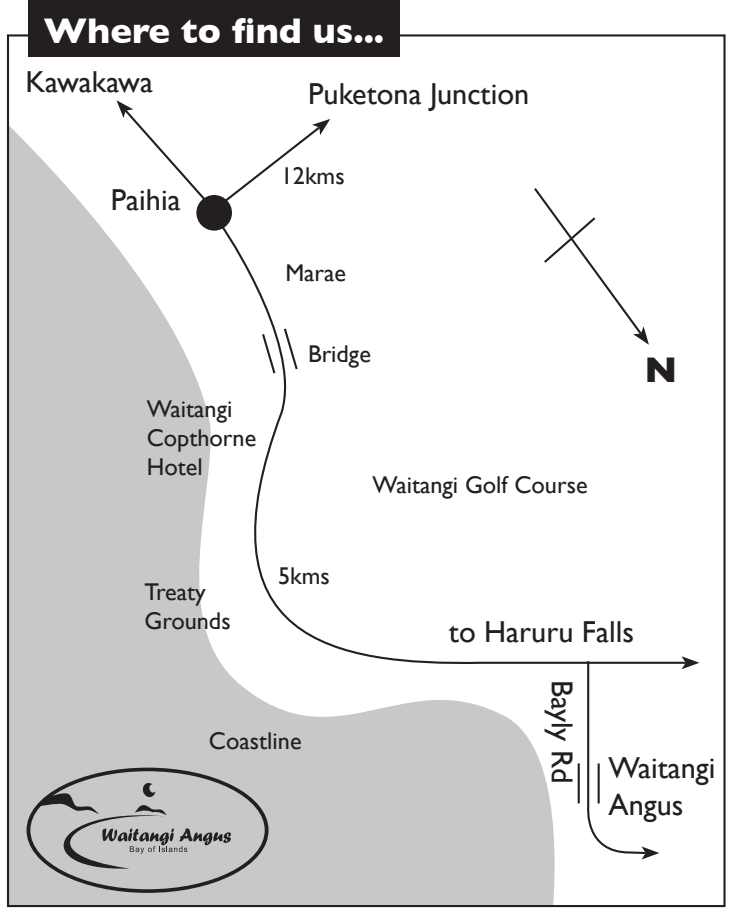 Where to find us...
Kawakawa
Puketona Junction
12kms
Paihia
Marae
Bridge
Waitangi
Copthorne
Hotel
Waitangi Golf Course
5kms
Treaty
Grounds
to Haruru Falls
Bayly Rd
Waitangi
Angus
Coastline
N
Waitangi Angus
Bay of Islands